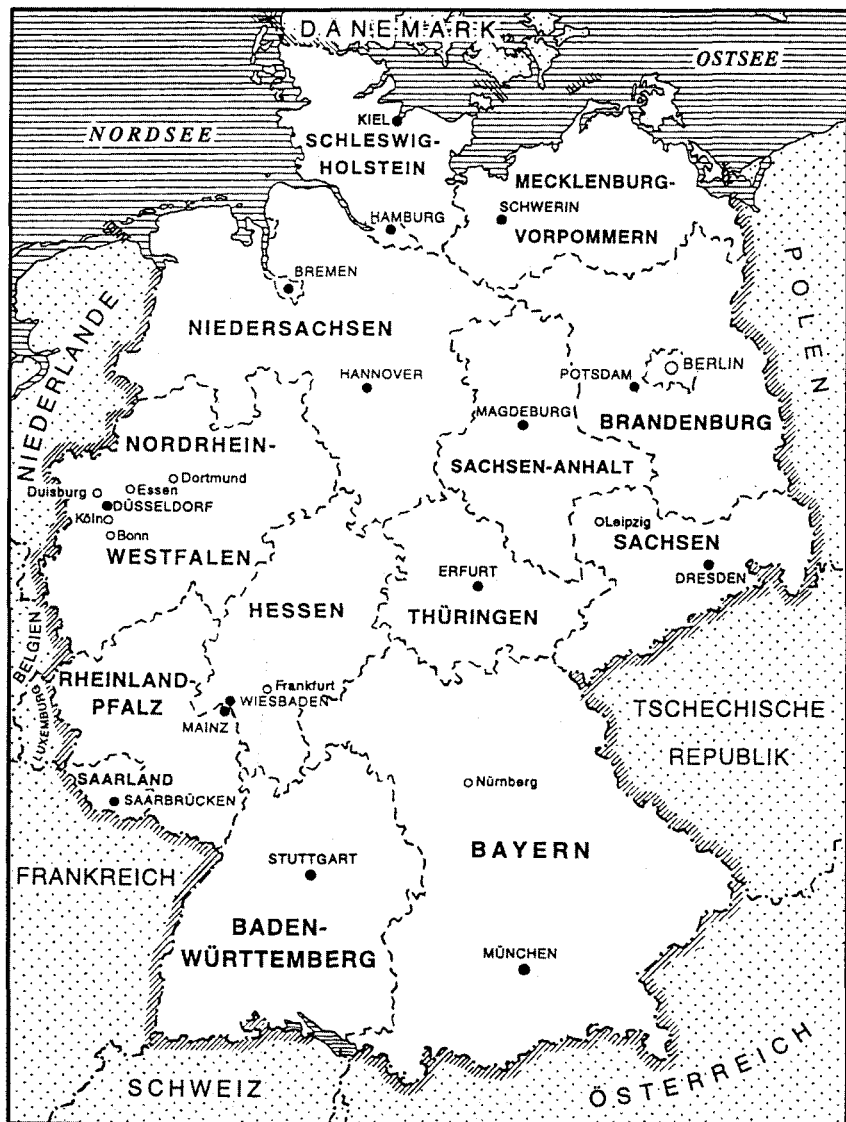 DÄNEMARK
OSTSEE
NORDSEE
KIEL
SCHLESWIG-
HOLSTEIN
MECKLENBURG-
SCHWERIN
VORPOMMERN
HAMBURG
BREMEN
POLEN
NIEDERLANDE
NIEDERSACHSEN
HANNOVER
POTSDAM
BERLIN
MAGDEBURG
BRANDENBURG
NORDRHEIN-
SACHSEN-ANHALT
Dortmund
Duisburg
Essen
DÜSSELDORF
Köln
Bonn
WESTFALEN
Leipzig
SACHSEN
DRESDEN
ERFURT
HESSEN
THÜRINGEN
BELGIEN
RHEINLAND-
PFALZ
Frankfurt
WIESBADEN
MAINZ
LUXEMBURG
TSCHECHISCHE
REPUBLIK
SAARLAND
SAARBRÜCKEN
Nürnberg
BAYERN
STUTTGART
FRANKREICH
BADEN-
WÜRTTEMBERG
MÜNCHEN
SCHWEIZ
ÖSTERREICH